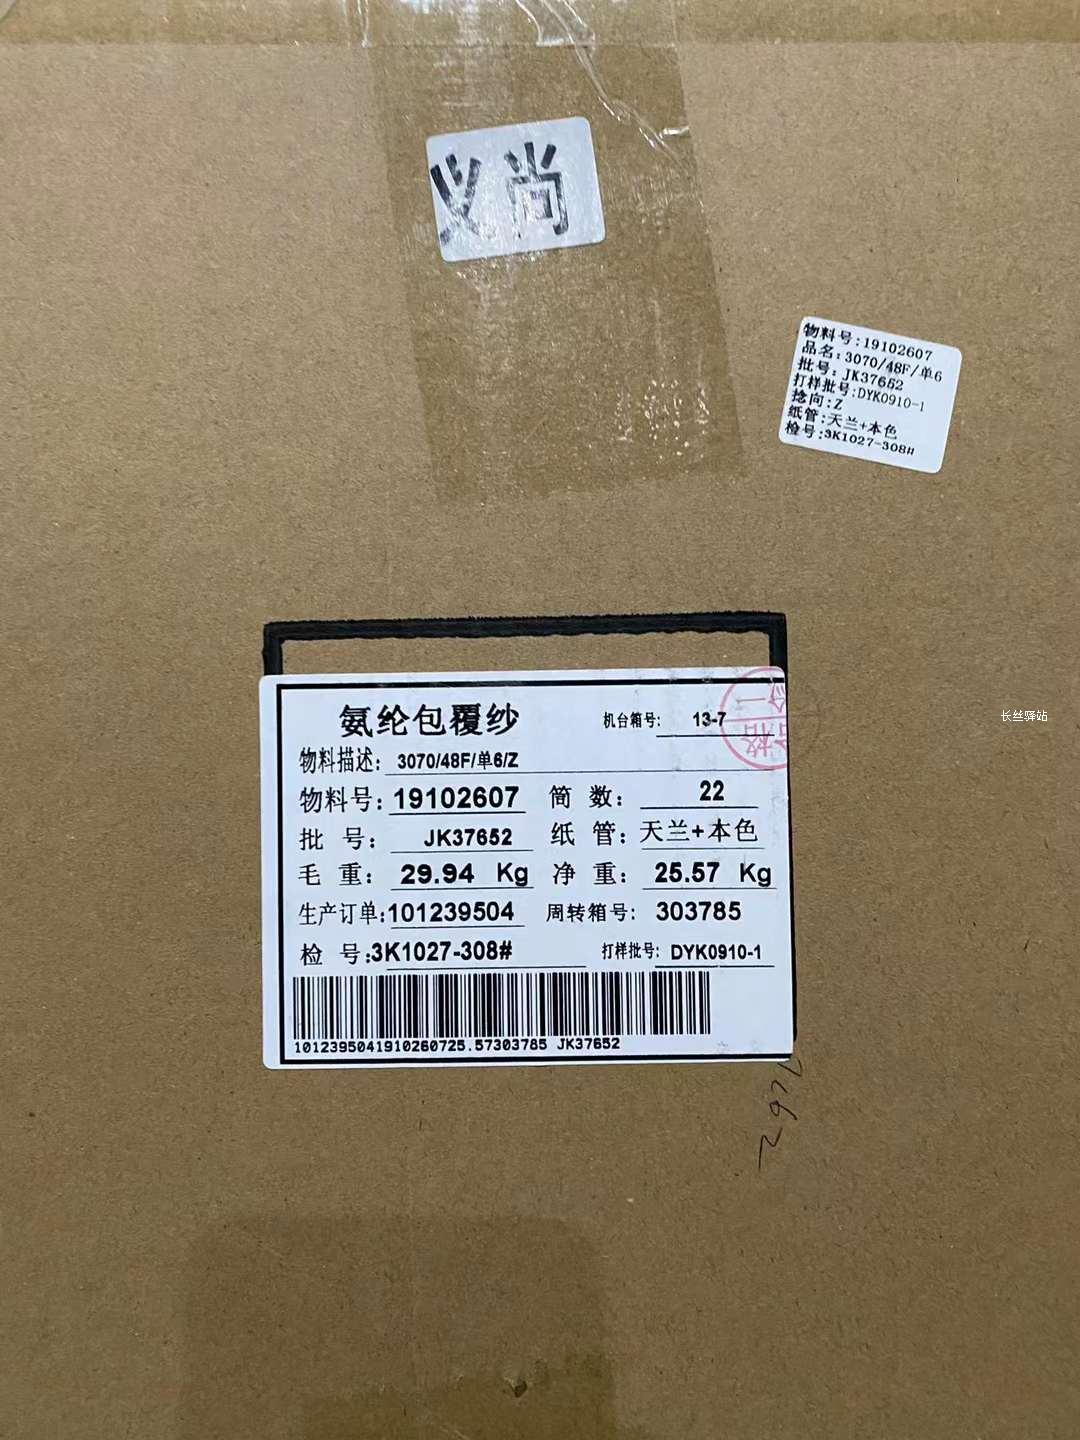 义尚
物料号:19102607
品名:3070/48F/单6
批号:JK37652
打样批号:DYK0910-1
捻向:Z
纸管:天兰+本色
检号:3K1027-308#
长丝驿站
氨纶包覆纱 机台箱号: 13-7
物料描述: 3070/48F/单6/Z
物料号: 19102607 筒 数: 22
批 号: JK37652 纸 管: 天兰+本色
毛 重: 29.94 Kg 净 重: 25.57 Kg
生产订单:101239504 周转箱号: 303785
检 号:3K1027-308# 打样批号: DYK0910-1
1012395041910260725.57303785 JK37652